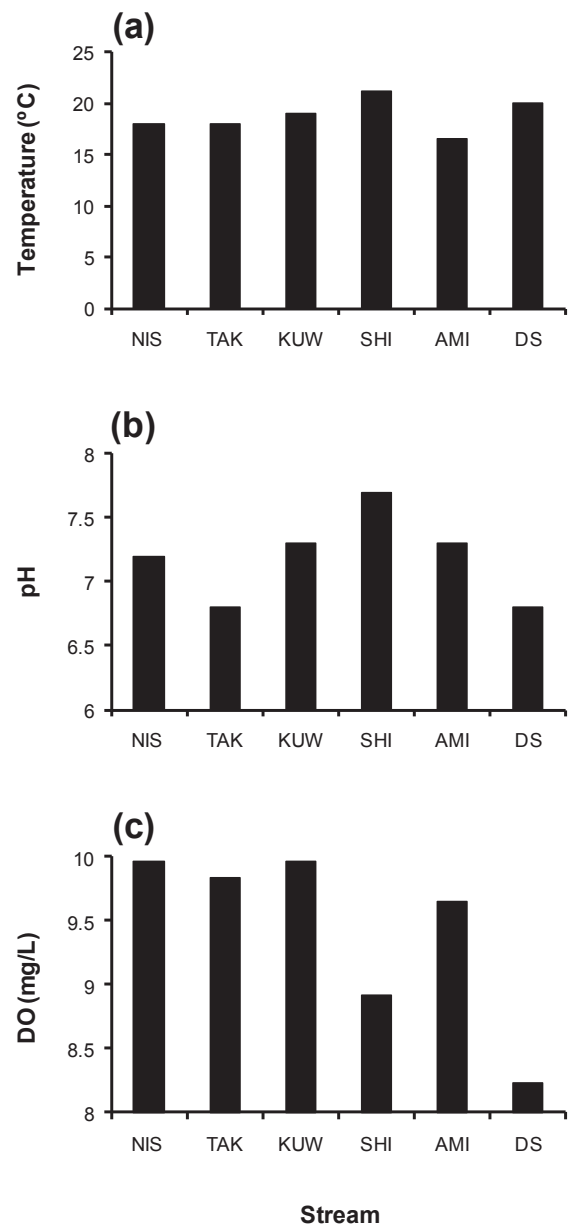 (a)
Temperature (°C)
25
20
15
10
5
0
NIS TAK KUW SHI AMI DS
(b)
pH
8
7.5
7
6.5
6
NIS TAK KUW SHI AMI DS
(c)
DO (mg/L)
10
9.5
9
8.5
8
NIS TAK KUW SHI AMI DS
Stream